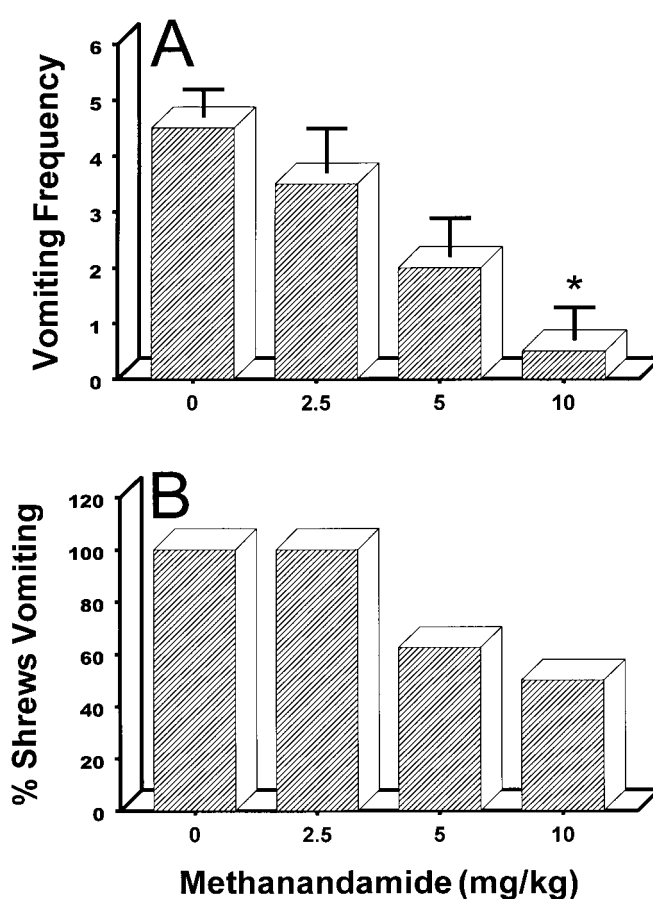 A
Vomiting Frequency
6
5
4
3
2
1
0
*
0 2.5 5 10
B
% Shrews Vomiting
120
100
80
60
40
20
0
0 2.5 5 10
Methanandamide (mg/kg)